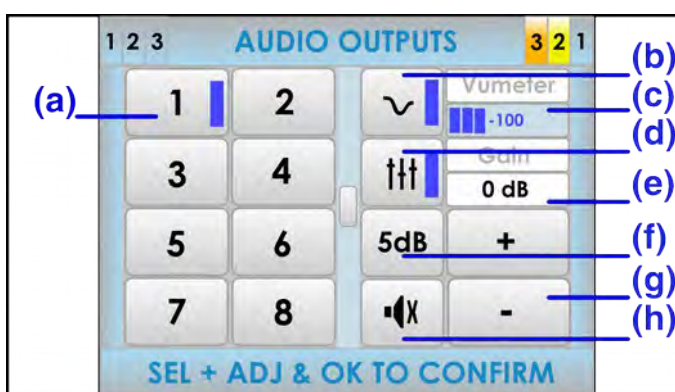 1 2 3 AUDIO OUTPUTS 3 2 1
(a)
(b)
(c)
(d)
(e)
(f)
(g)
(h)
1 2
3 4
5 6
7 8
Vumeter
-100
Gain
0 dB
5dB +
X -
SEL + ADJ & OK TO CONFIRM